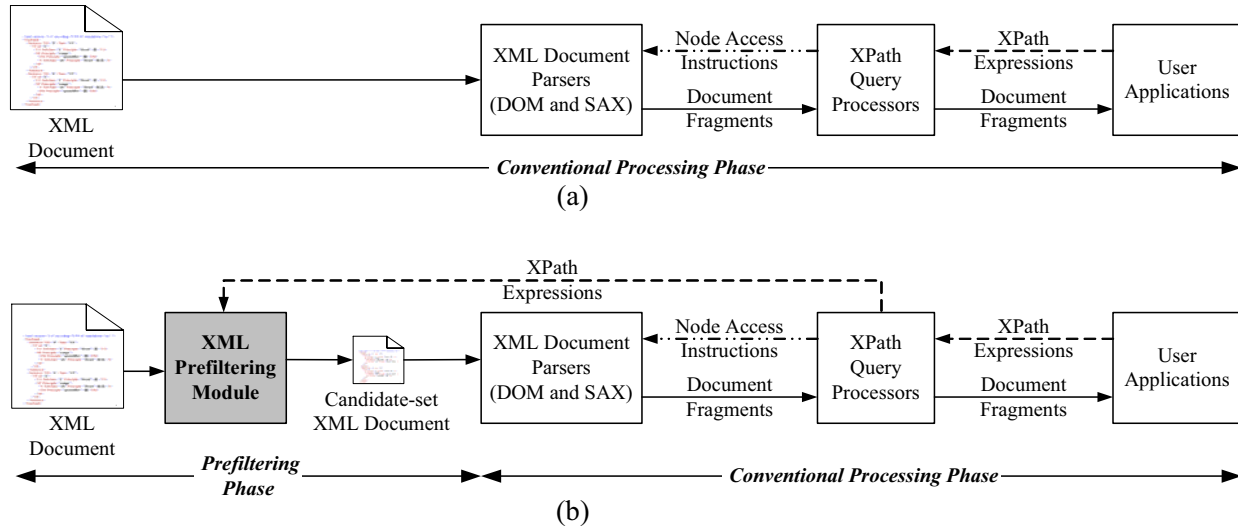 XML
Document
XML Document
Parsers
(DOM and SAX)
Node Access
Instructions
Document
Fragments
XPath
Query
Processors
XPath
Expressions
Document
Fragments
User
Applications
Conventional Processing Phase
(a)
XPath
Expressions
XML
Document
XML
Prefiltering
Module
Candidate-set
XML Document
XML Document
Parsers
(DOM and SAX)
Node Access
Instructions
Document
Fragments
XPath
Query
Processors
XPath
Expressions
Document
Fragments
User
Applications
Prefiltering
Phase
Conventional Processing Phase
(b)